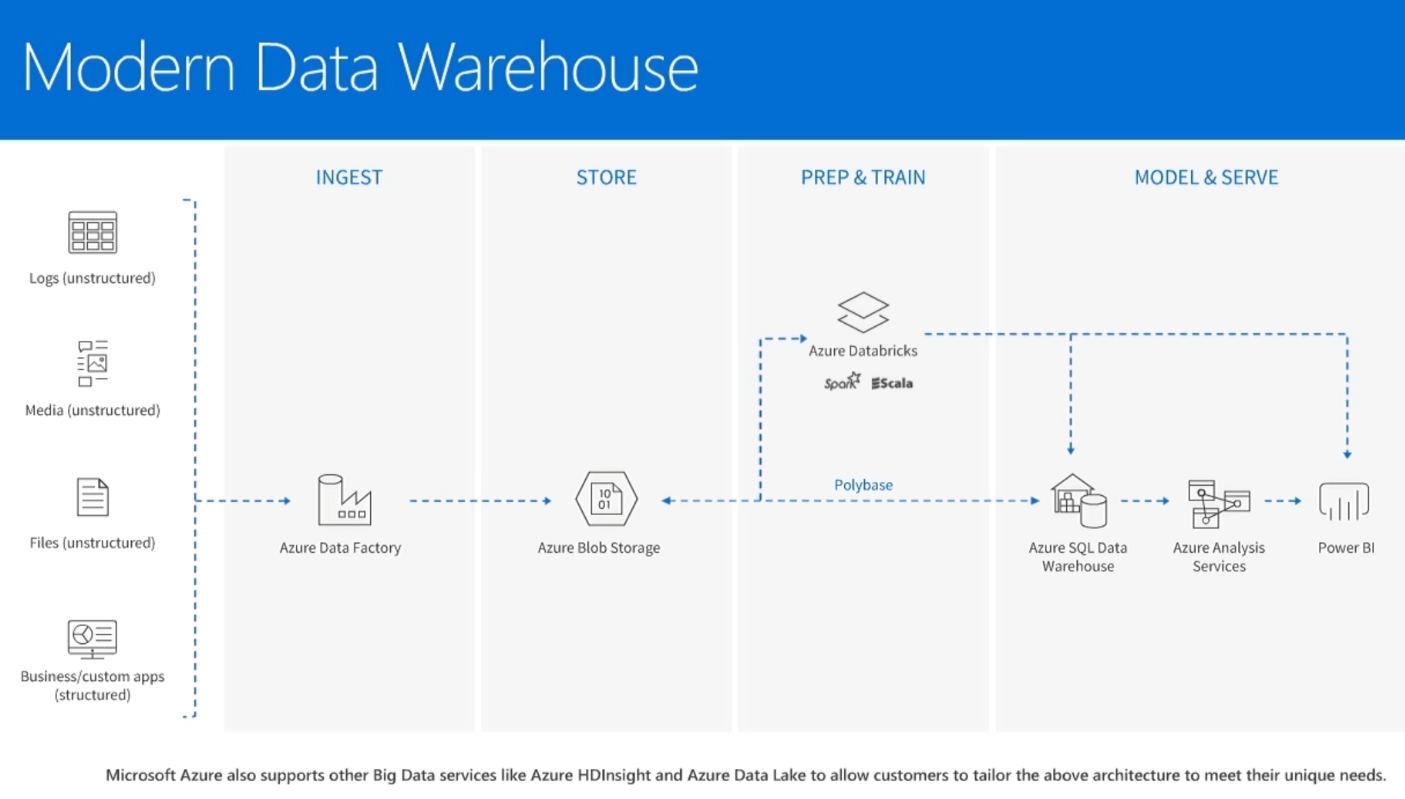 Modern Data Warehouse
INGEST
STORE
PREP & TRAIN
MODEL & SERVE
Logs (unstructured)
Media (unstructured)
Files (unstructured)
Business/custom apps
(structured)
Azure Data Factory
10
01
Azure Blob Storage
Azure Databricks
Spark
Scala
Polybase
Azure SQL Data
Warehouse
Azure Analysis
Services
Power BI
Microsoft Azure also supports other Big Data services like Azure HDInsight and Azure Data Lake to allow customers to tailor the above architecture to meet their unique needs.